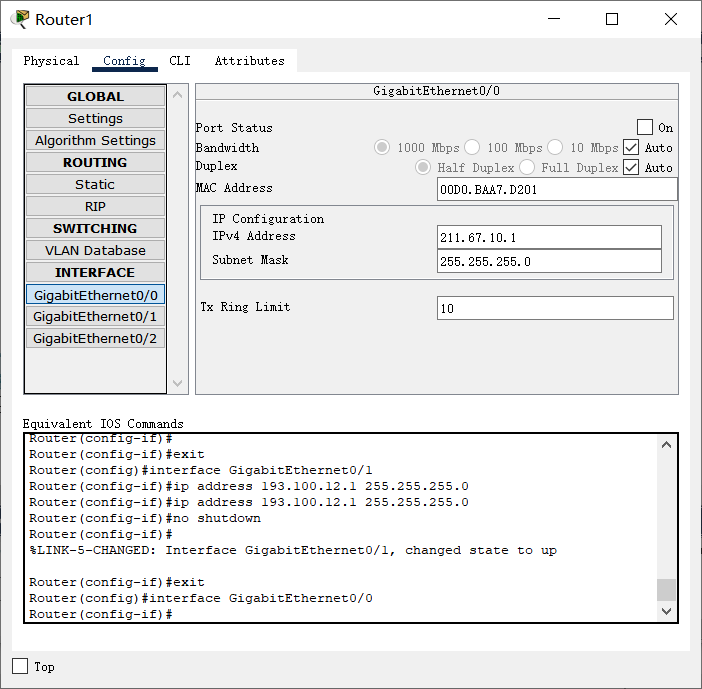 Router1
Physical Config CLI Attributes
GLOBAL
Settings
Algorithm Settings
ROUTING
Static
RIP
SWITCHING
VLAN Database
INTERFACE
GigabitEthernet0/0
GigabitEthernet0/1
GigabitEthernet0/2
GigabitEthernet0/0
Port Status On
Bandwidth 1000 Mbps 100 Mbps 10 Mbps Auto
Duplex Half Duplex Full Duplex Auto
MAC Address 00D0.BAA7.D201
IP Configuration
IPv4 Address 211.67.10.1
Subnet Mask 255.255.255.0
Tx Ring Limit 10
Equivalent IOS Commands
Router(config-if)#
Router(config-if)#exit
Router(config)#interface GigabitEthernet0/1
Router(config-if)#ip address 193.100.12.1 255.255.255.0
Router(config-if)#ip address 193.100.12.1 255.255.255.0
Router(config-if)#no shutdown
Router(config-if)#
%LINK-5-CHANGED: Interface GigabitEthernet0/1, changed state to up
Router(config-if)#exit
Router(config)#interface GigabitEthernet0/0
Router(config-if)#
Top